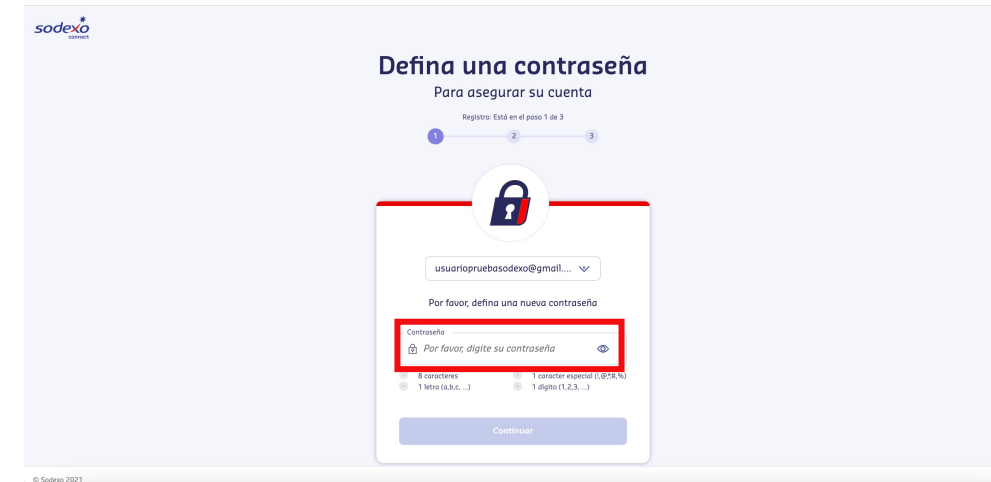 sodexo
connect
Defina una contraseña
Para asegurar su cuenta
Registro: Está en el paso 1 de 3
1 2 3
usuariopruebasodexo@gmail....
Por favor, defina una nueva contraseña
Contraseña
Por favor, digite su contraseña
8 caracteres 1 caracter especial (!,@,*,#,%)
1 letra (a,b,c, ...) 1 dígito (1,2,3, ...)
Continuar
© Sodexo 2021